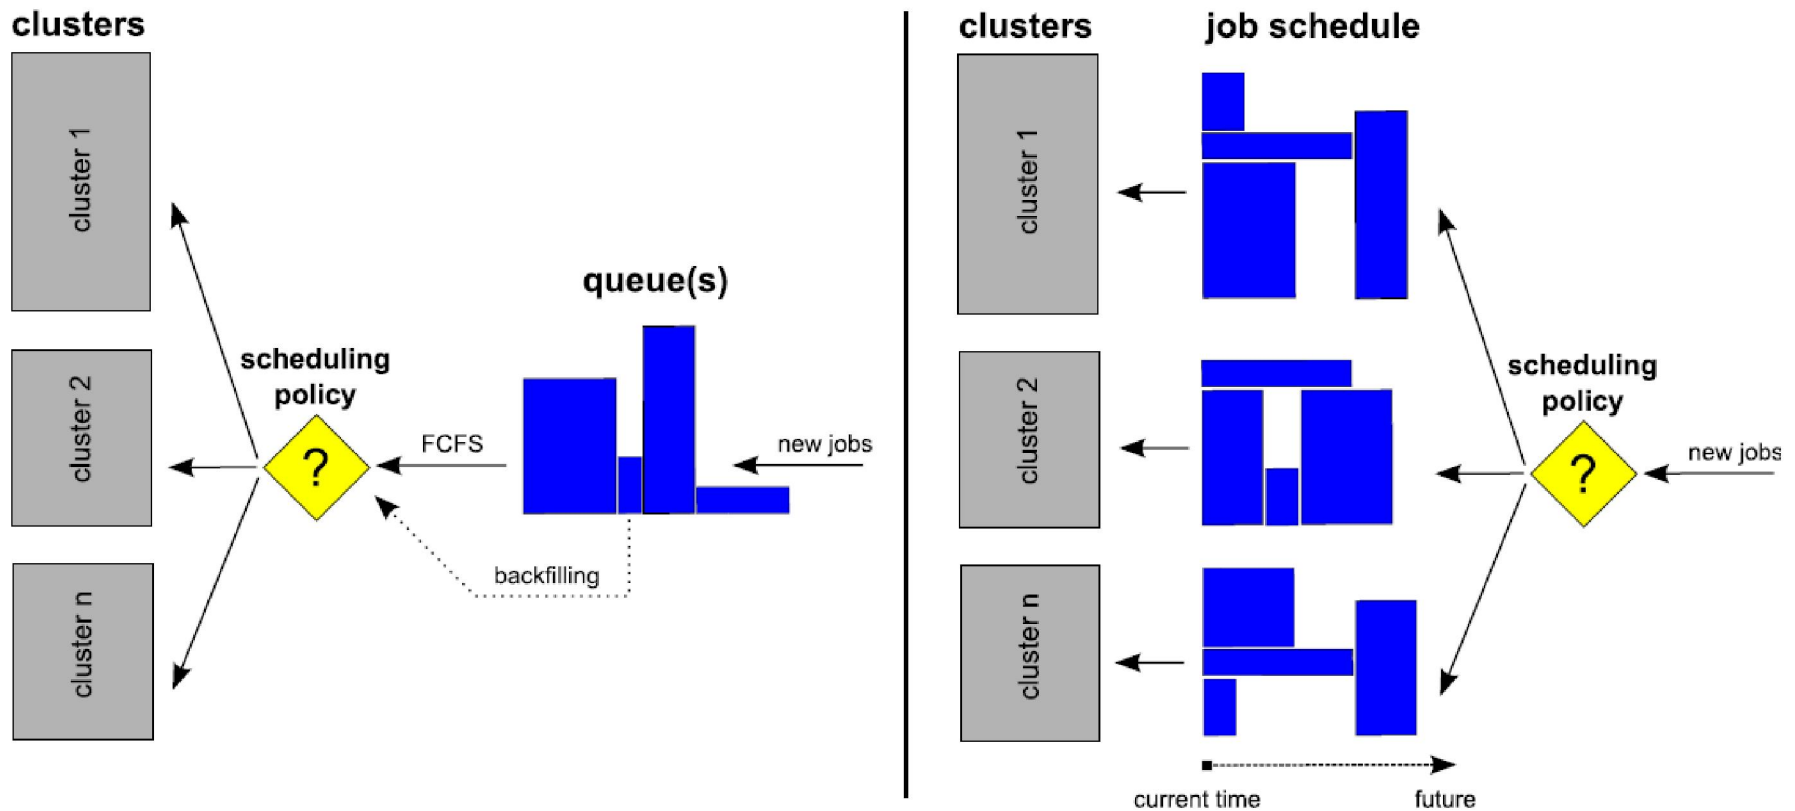 clusters
cluster 1
cluster 2
cluster n
scheduling
policy
?
FCFS
queue(s)
new jobs
backfilling
clusters
job schedule
cluster 1
cluster 2
cluster n
scheduling
policy
?
new jobs
current time
future